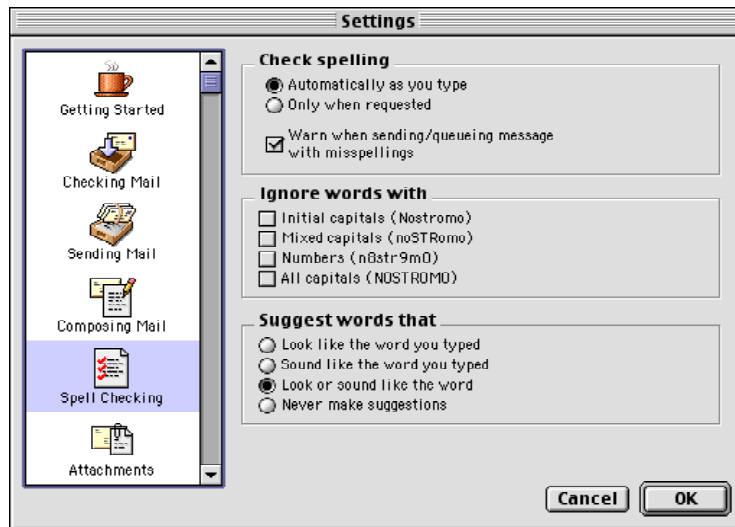 Settings
Getting Started
Checking Mail
Sending Mail
Composing Mail
Spell Checking
Attachments
Check spelling
Automatically as you type
Only when requested
Warn when sending/queueing message
with misspellings
Ignore words with
Initial capitals (Nostromo)
Mixed capitals (noSTRomo)
Numbers (n8str9m0)
All capitals (NOSTROMO)
Suggest words that
Look like the word you typed
Sound like the word you typed
Look or sound like the word
Never make suggestions
Cancel
OK